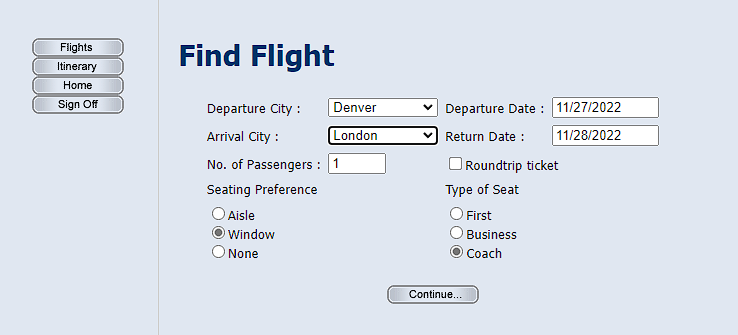 Flights
Itinerary
Home
Sign Off
Find Flight
Departure City : Denver Departure Date : 11/27/2022
Arrival City : London Return Date : 11/28/2022
No. of Passengers : 1 Roundtrip ticket
Seating Preference Type of Seat
Aisle First
Window Business
None Coach
Continue...